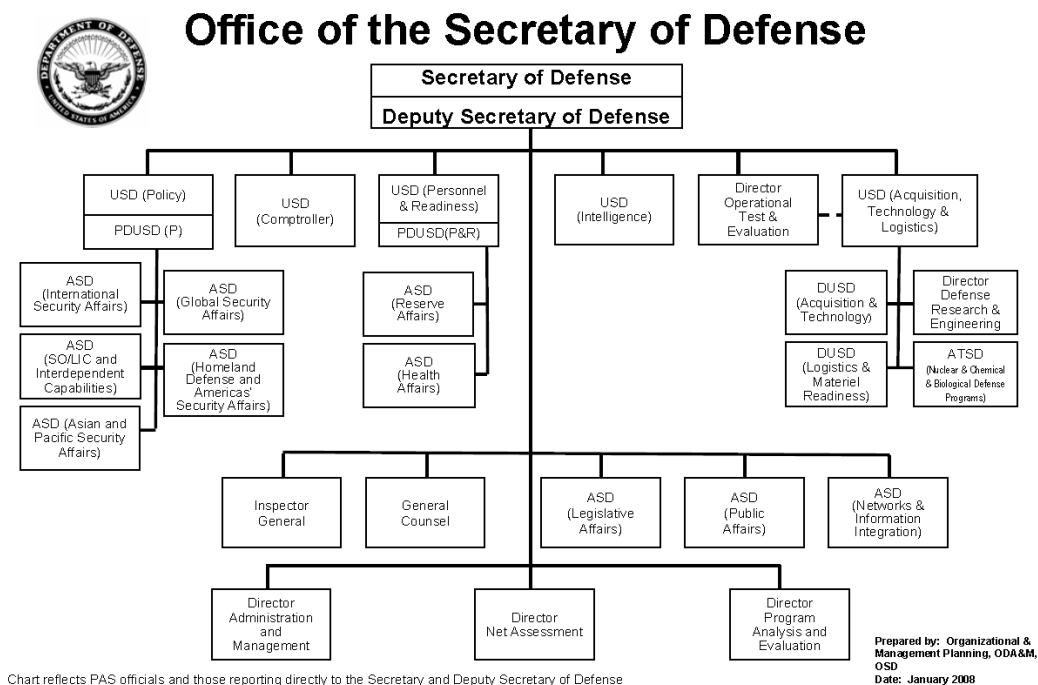 Office of the Secretary of Defense
DEPARTMENT OF DEFENSE
UNITED STATES OF AMERICA
Secretary of Defense
Deputy Secretary of Defense
USD (Policy)
PDUSD (P)
USD
(Comptroller)
USD (Personnel
& Readiness)
PDUSD(P&R)
USD
(Intelligence)
Director
Operational
Test &
Evaluation
USD (Acquisition,
Technology &
Logistics)
ASD
(International
Security Affairs)
ASD
(Global Security
Affairs)
ASD
(SO/LIC and
Interdependent
Capabilities)
ASD
(Homeland
Defense and
Americas'
Security Affairs)
ASD (Asian and
Pacific Security
Affairs)
ASD
(Reserve
Affairs)
ASD
(Health
Affairs)
DUSD
(Acquisition &
Technology)
Director
Defense
Research &
Engineering
DUSD
(Logistics &
Materiel
Readiness)
ATSD
(Nuclear & Chemical
& Biological Defense
Programs)
Inspector
General
General
Counsel
ASD
(Legislative
Affairs)
ASD
(Public
Affairs)
ASD
(Networks &
Information
Integration)
Director
Administration
and
Management
Director
Net Assessment
Director
Program
Analysis and
Evaluation
Prepared by: Organizational &
Management Planning, ODA&M,
OSD
Date: January 2008
Chart reflects PAS officials and those reporting directly to the Secretary and Deputy Secretary of Defense